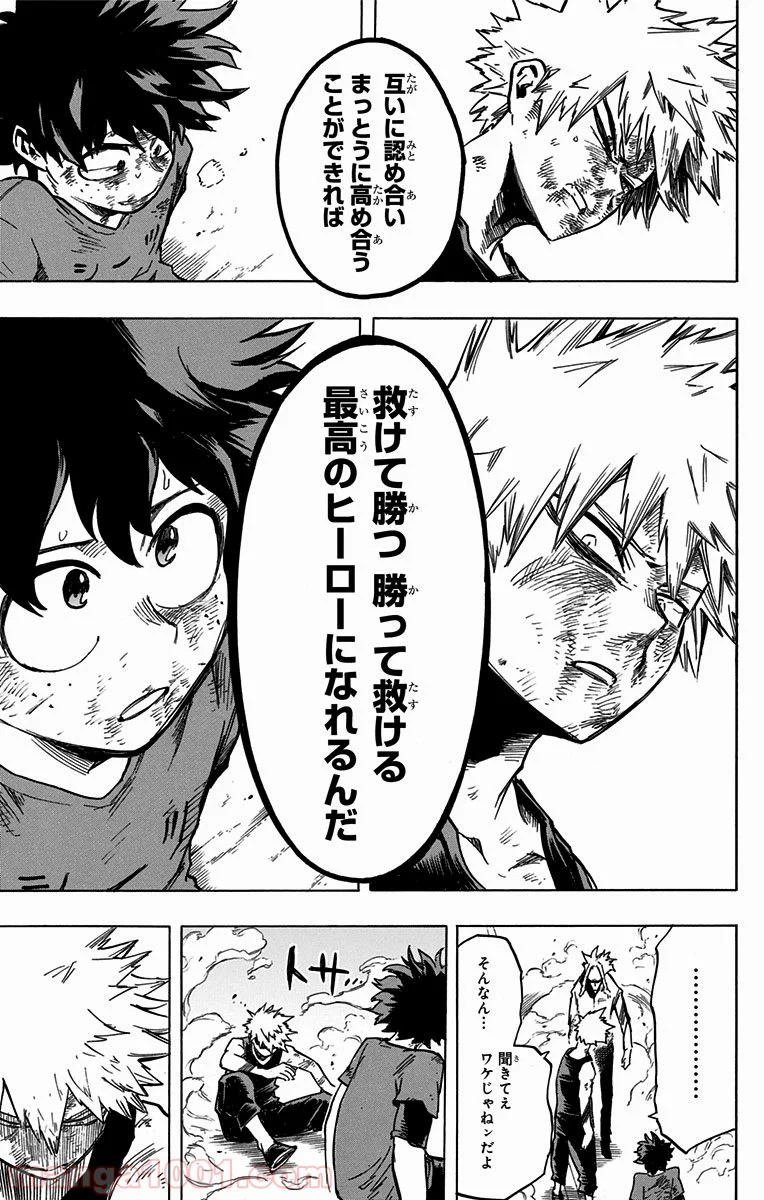 互いに認め合い
まっとうに高め合う
ことができれば
救けて勝つ 勝って救ける
最高のヒーローになれるんだ
…………
そんなん…
聞きてえ
ワケじゃねンだよ
トサ…
manga1001.com